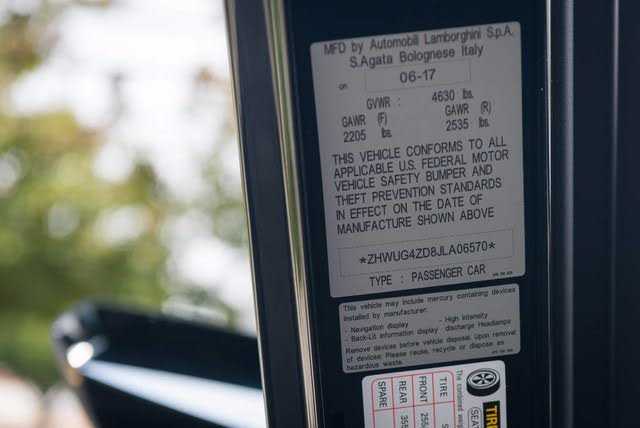 MFD by Automobili Lamborghini S.p.A.
S.Agata Bolognese Italy
on 06-17
GVWR : 4630 lbs.
GAWR (F) GAWR (R)
2205 lbs. 2535 lbs.
THIS VEHICLE CONFORMS TO ALL
APPLICABLE U.S. FEDERAL MOTOR
VEHICLE SAFETY BUMPER AND
THEFT PREVENTION STANDARDS
IN EFFECT ON THE DATE OF
MANUFACTURE SHOWN ABOVE
*ZHWUG4ZD8JLA06570*
TYPE : PASSENGER CAR
This vehicle may include mercury containing devices
installed by manufacturer:
- Navigation display - High intensity
- Back-Lit information display discharge Headlamps
Remove devices before vehicle disposal. Upon removal
of devices: Please reuse, recycle or dispose as
hazardous waste.
TIRE
FRONT
REAR
SPARE
The combined